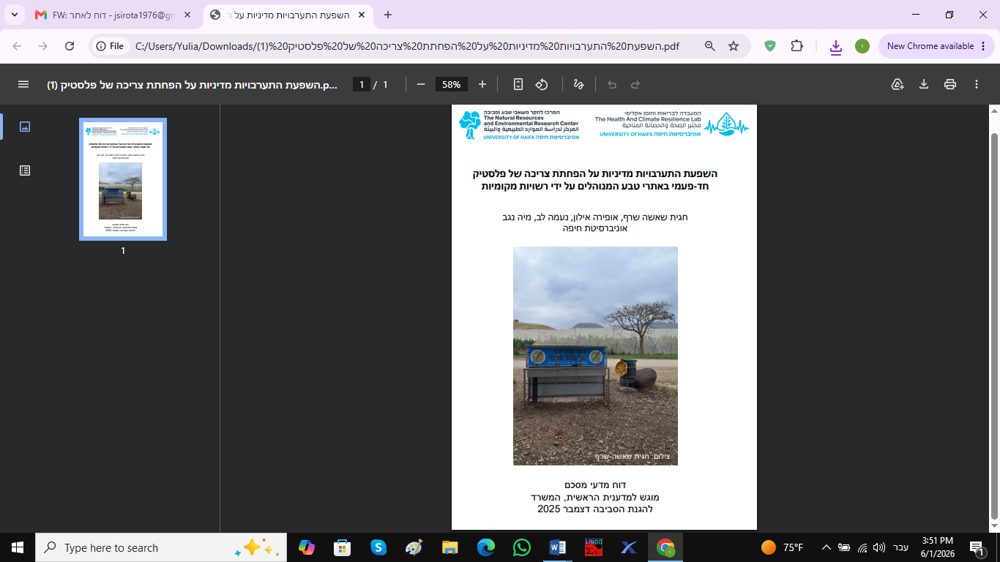 FW: דוח לאתר - jsirota1976@gm
השפעת התערבויות מדיניות על ר
File
C:/Users/Yulia/Downloads/(1)%20השפעת%20התערבויות%20מדיניות%20על%20הפחתת%20צריכה%20של%20פלסטיק.pdf
New Chrome available
השפעת התערבויות מדיניות על הפחתת צריכה של פלסטיק (1).p...
1 / 1
58%
המרכז לחקר משאבי טבע וסביבה
The Natural Resources
and Environmental Research Center
المركز لدراسة الموارد الطبيعية والبيئة
UNIVERSITY OF HAIFA אוניברסיטת חיפה
המעבדה לבריאות וחוסן אקלימי
The Health And Climate Resilience Lab
مختبر الصحة والحصانة المناخية
UNIVERSITY OF HAIFA אוניברסיטת חיפה
השפעת התערבויות מדיניות על הפחתת צריכה של פלסטיק
חד-פעמי באתרי טבע המנוהלים על ידי רשויות מקומיות
חגית שאשה שרף, אופירה אילון, נעמה לב, מיה נגב
אוניברסיטת חיפה
צילום: חגית שאשה-שרף
דוח מדעי מסכם
מוגש למדענית הראשית, המשרד
להגנת הסביבה דצמבר 2025
1
Type here to search
LINGO
75°F
עבר
3:51 PM
6/1/2026
1